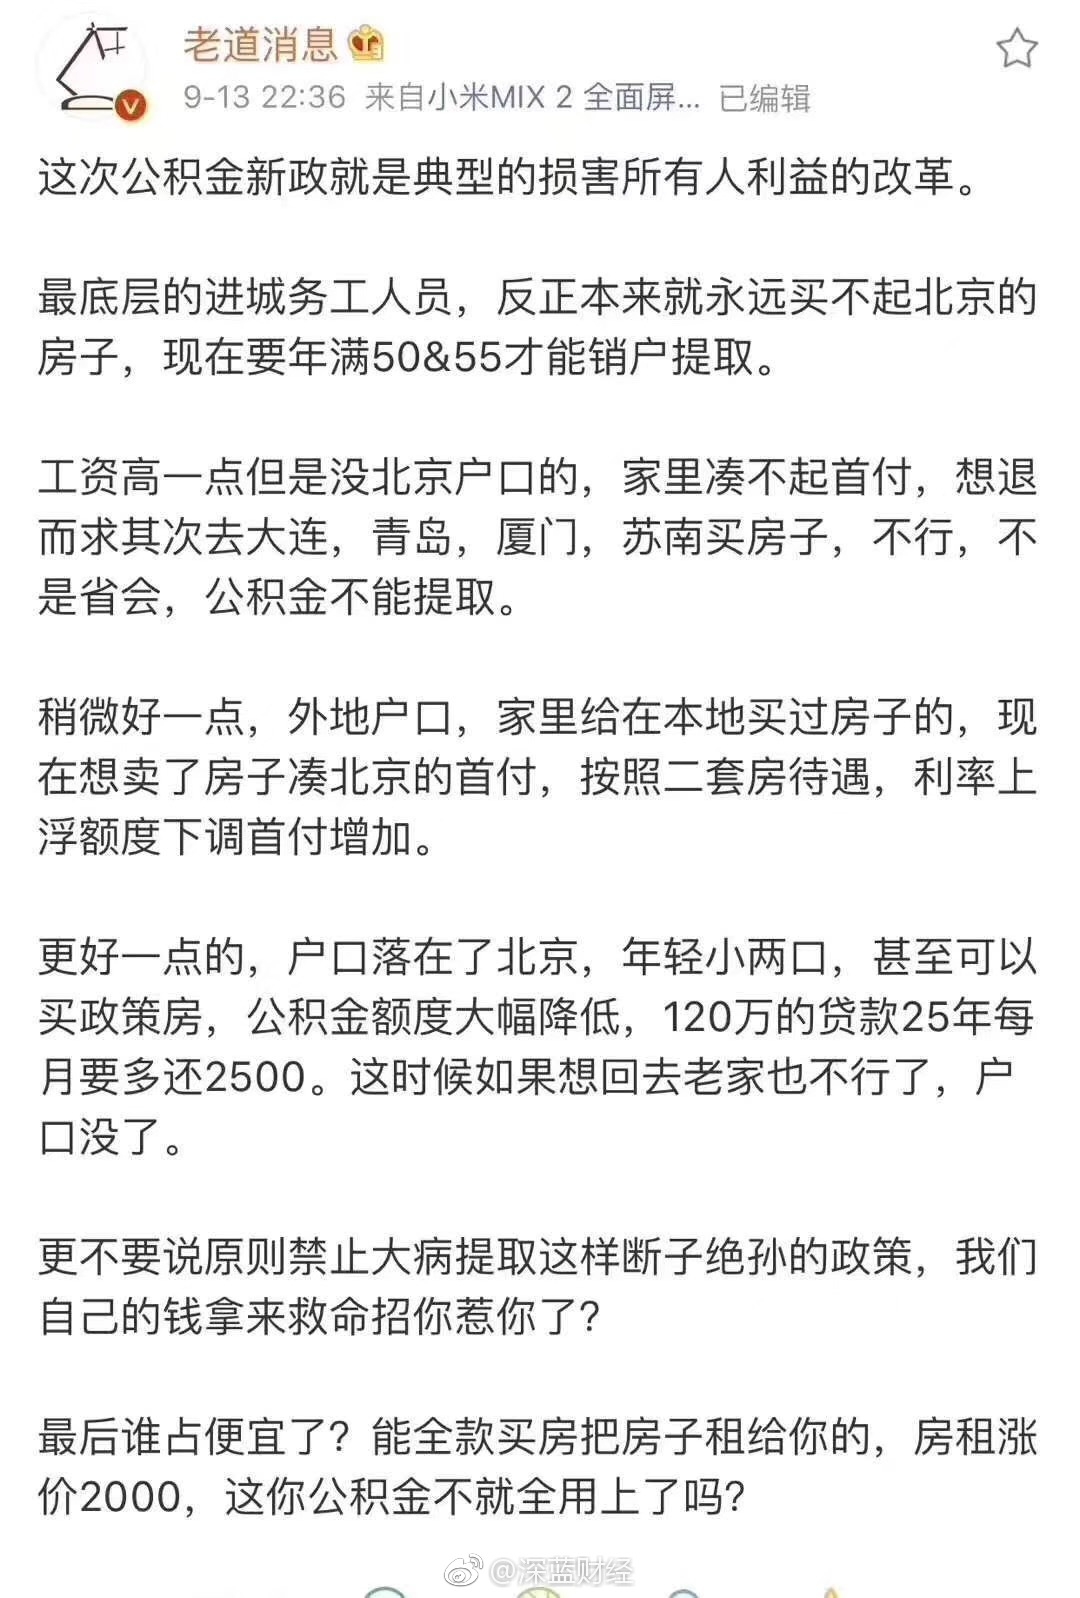 老道消息
9-13 22:36 来自小米MIX 2 全面屏... 已编辑
这次公积金新政就是典型的损害所有人利益的改革。
最底层的进城务工人员，反正本来就永远买不起北京的
房子，现在要年满50&55才能销户提取。
工资高一点但是没北京户口的，家里凑不起首付，想退
而求其次去大连，青岛，厦门，苏南买房子，不行，不
是省会，公积金不能提取。
稍微好一点，外地户口，家里给在本地买过房子的，现
在想卖了房子凑北京的首付，按照二套房待遇，利率上
浮额度下调首付增加。
更好一点的，户口落在了北京，年轻小两口，甚至可以
买政策房，公积金额度大幅降低，120万的贷款25年每
月要多还2500。这时候如果想回去老家也不行了，户
口没了。
更不要说原则禁止大病提取这样断子绝孙的政策，我们
自己的钱拿来救命招你惹你了？
最后谁占便宜了？能全款买房把房子租给你的，房租涨
价2000，这你公积金不就全用上了吗？
@深蓝财经